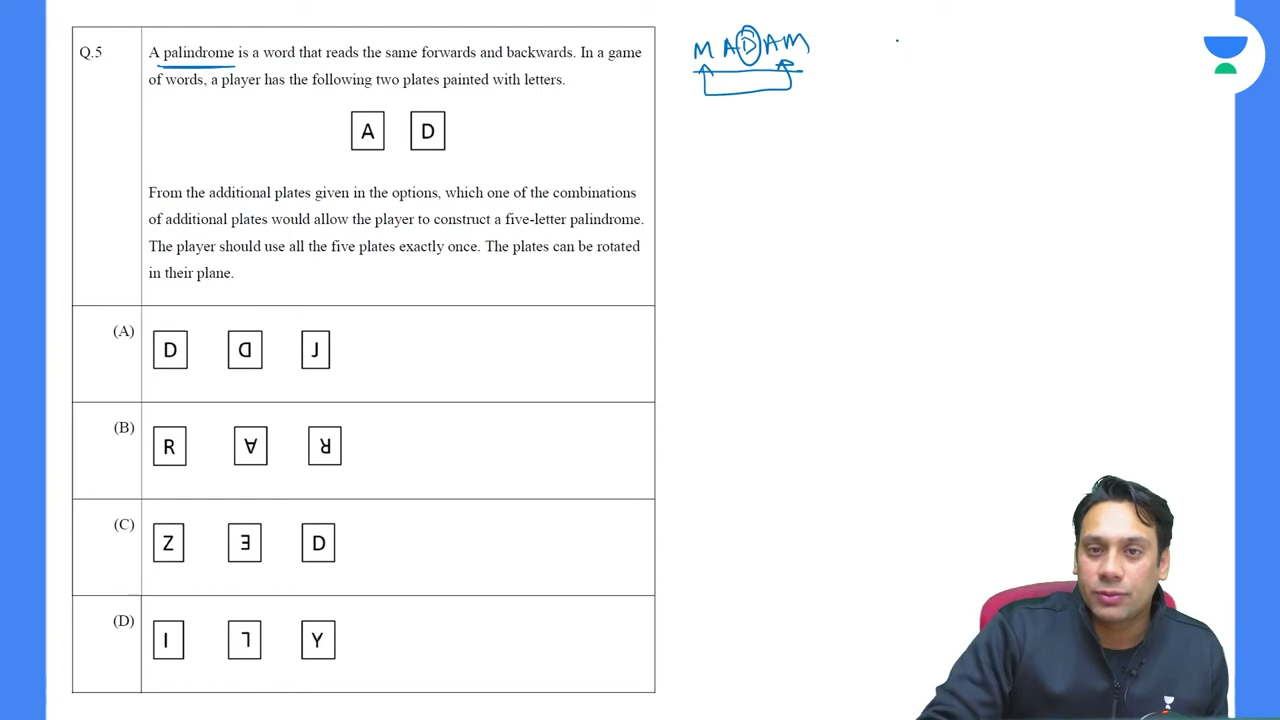 Q.5
A palindrome is a word that reads the same forwards and backwards. In a game
of words, a player has the following two plates painted with letters.
A D
From the additional plates given in the options, which one of the combinations
of additional plates would allow the player to construct a five-letter palindrome.
The player should use all the five plates exactly once. The plates can be rotated
in their plane.
(A) D D J
(B) R A R
(C) Z E D
(D) I L Y
MADAM